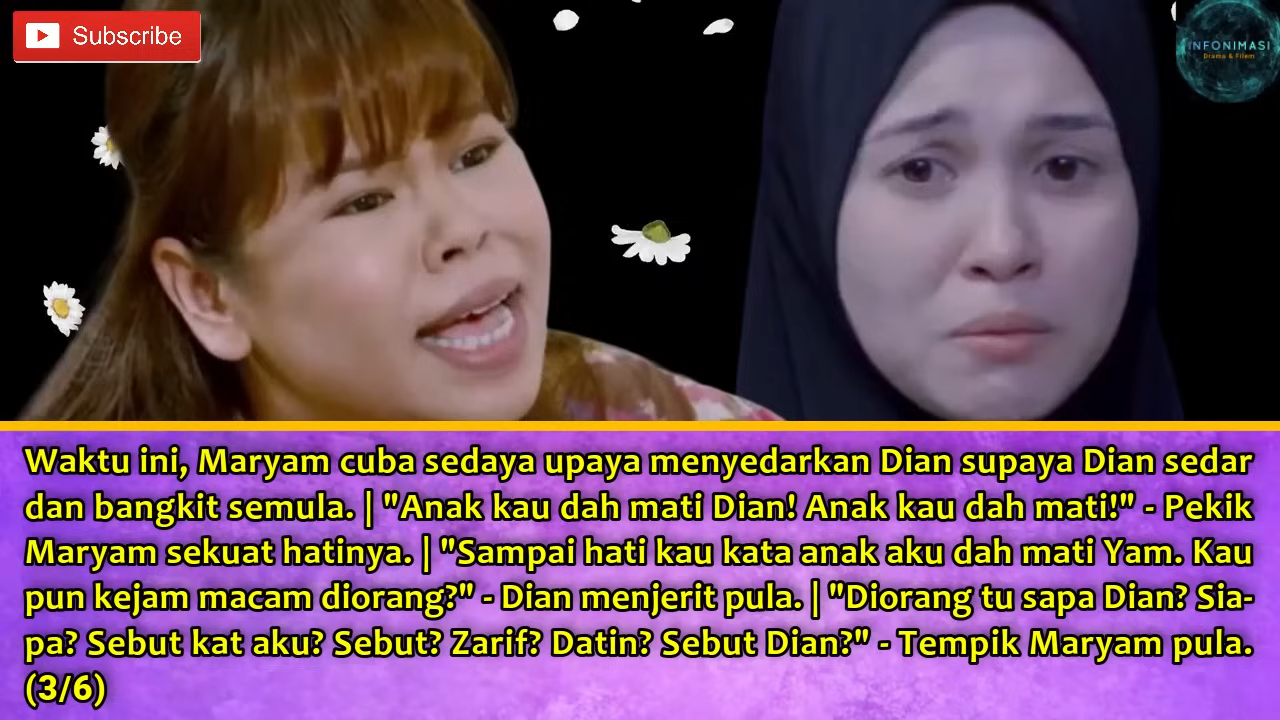 Subscribe
INFONIMASI
Drama & Filem
Waktu ini, Maryam cuba sedaya upaya menyedarkan Dian supaya Dian sedar
dan bangkit semula. | "Anak kau dah mati Dian! Anak kau dah mati!" - Pekik
Maryam sekuat hatinya. | "Sampai hati kau kata anak aku dah mati Yam. Kau
pun kejam macam diorang?" - Dian menjerit pula. | "Diorang tu sapa Dian? Sia-
pa? Sebut kat aku? Sebut? Zarif? Datin? Sebut Dian?" - Tempik Maryam pula.
(3/6)